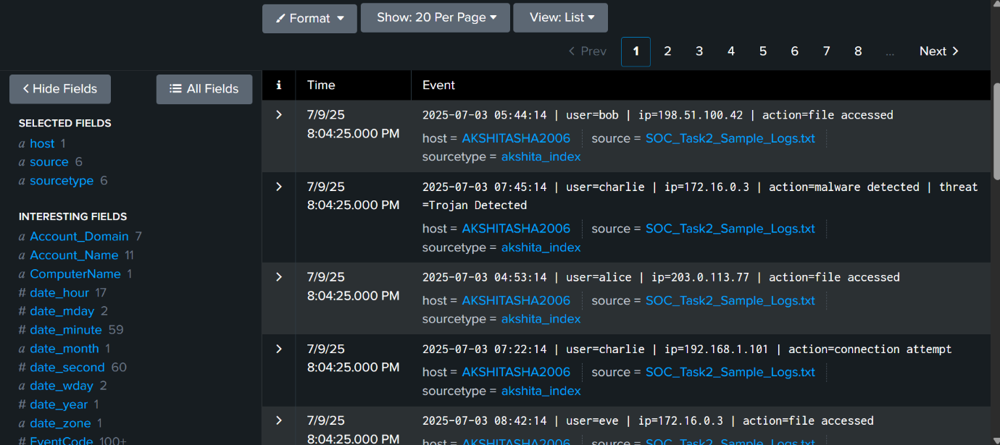 Format
Show: 20 Per Page
View: List
Prev 1 2 3 4 5 6 7 8 ... Next
Hide Fields
All Fields
SELECTED FIELDS
a host 1
a source 6
a sourcetype 6
INTERESTING FIELDS
a Account_Domain 7
a Account_Name 11
a ComputerName 1
# date_hour 17
# date_mday 2
# date_minute 59
a date_month 1
# date_second 60
a date_wday 2
# date_year 1
a date_zone 1
# EventCode 100+
i Time Event
7/9/25
8:04:25.000 PM
2025-07-03 05:44:14 | user=bob | ip=198.51.100.42 | action=file accessed
host = AKSHITASHA2006 source = SOC_Task2_Sample_Logs.txt
sourcetype = akshita_index
7/9/25
8:04:25.000 PM
2025-07-03 07:45:14 | user=charlie | ip=172.16.0.3 | action=malware detected | threat
=Trojan Detected
host = AKSHITASHA2006 source = SOC_Task2_Sample_Logs.txt
sourcetype = akshita_index
7/9/25
8:04:25.000 PM
2025-07-03 04:53:14 | user=alice | ip=203.0.113.77 | action=file accessed
host = AKSHITASHA2006 source = SOC_Task2_Sample_Logs.txt
sourcetype = akshita_index
7/9/25
8:04:25.000 PM
2025-07-03 07:22:14 | user=charlie | ip=192.168.1.101 | action=connection attempt
host = AKSHITASHA2006 source = SOC_Task2_Sample_Logs.txt
sourcetype = akshita_index
7/9/25
8:04:25.000 PM
2025-07-03 08:42:14 | user=eve | ip=172.16.0.3 | action=file accessed
host = AKSHITASHA2006 source = SOC_Task2_Sample_Logs.txt